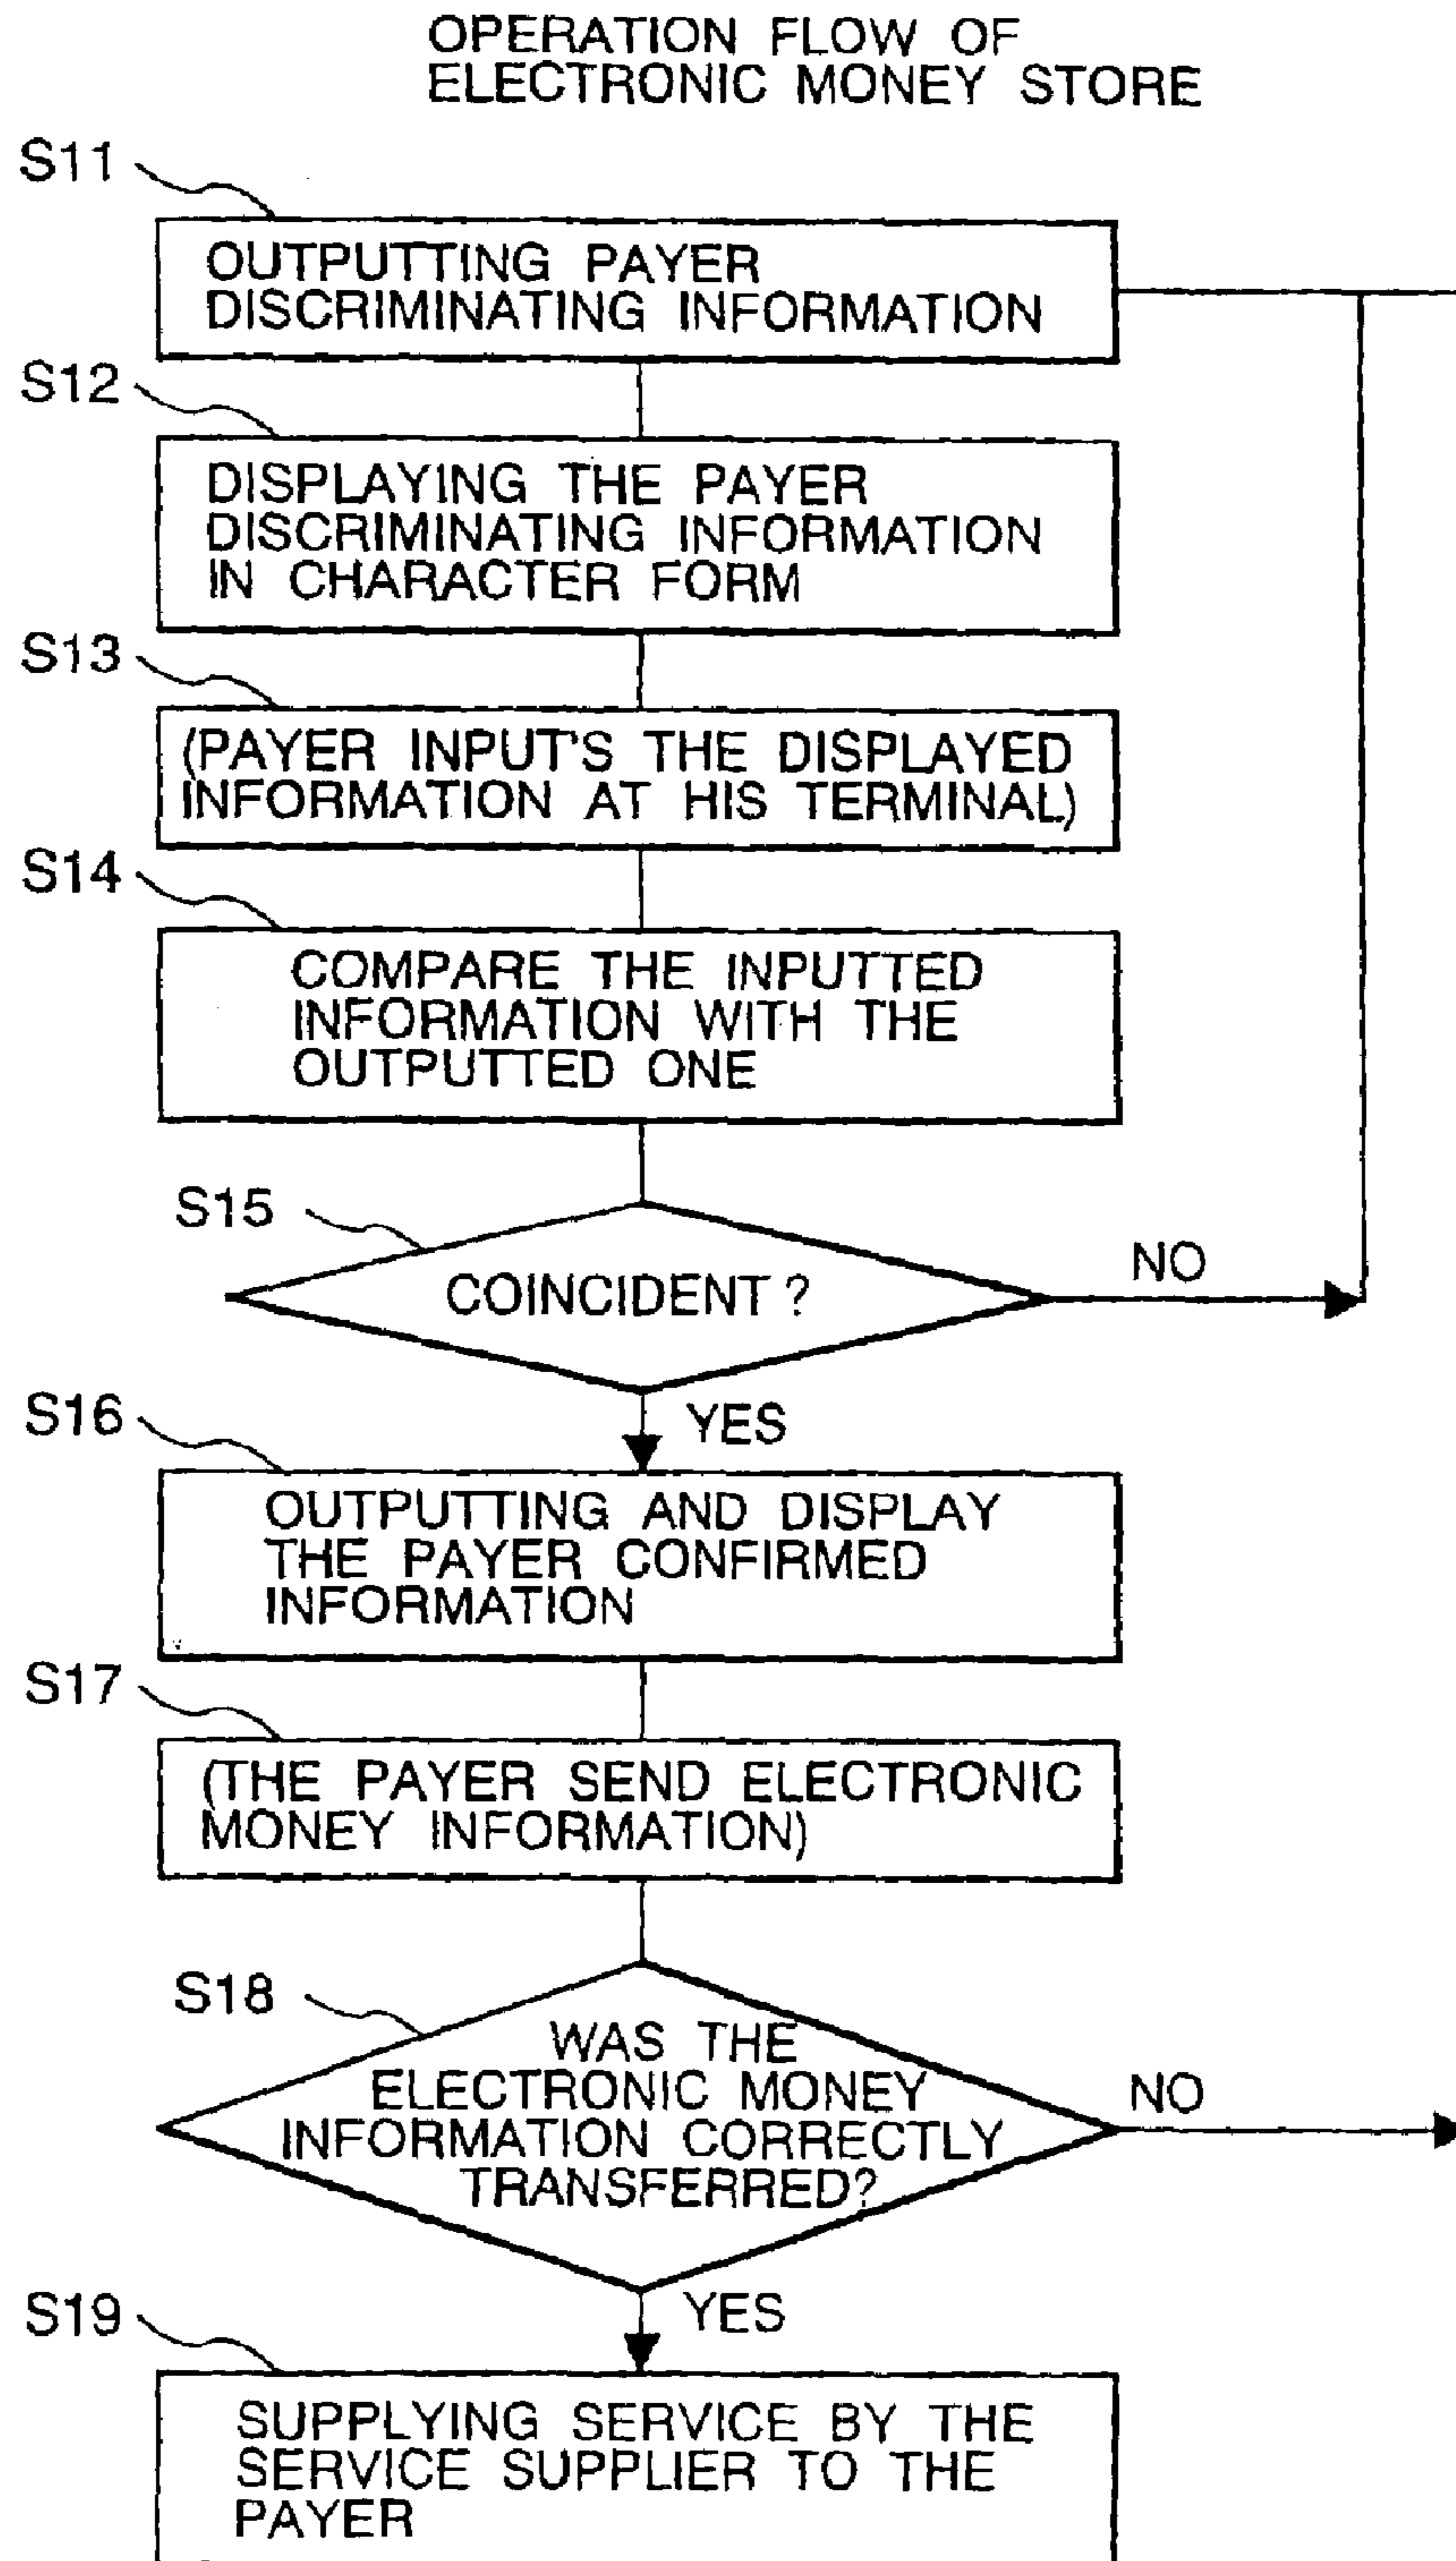 OPERATION FLOW OF
ELECTRONIC MONEY STORE
S11
OUTPUTTING PAYER
DISCRIMINATING INFORMATION
S12
DISPLAYING THE PAYER
DISCRIMINATING INFORMATION
IN CHARACTER FORM
S13
(PAYER INPUT'S THE DISPLAYED
INFORMATION AT HIS TERMINAL)
S14
COMPARE THE INPUTTED
INFORMATION WITH THE
OUTPUTTED ONE
S15
COINCIDENT ?
NO
YES
S16
OUTPUTTING AND DISPLAY
THE PAYER CONFIRMED
INFORMATION
S17
(THE PAYER SEND ELECTRONIC
MONEY INFORMATION)
S18
WAS THE
ELECTRONIC MONEY
INFORMATION CORRECTLY
TRANSFERRED?
NO
YES
S19
SUPPLYING SERVICE BY THE
SERVICE SUPPLIER TO THE
PAYER